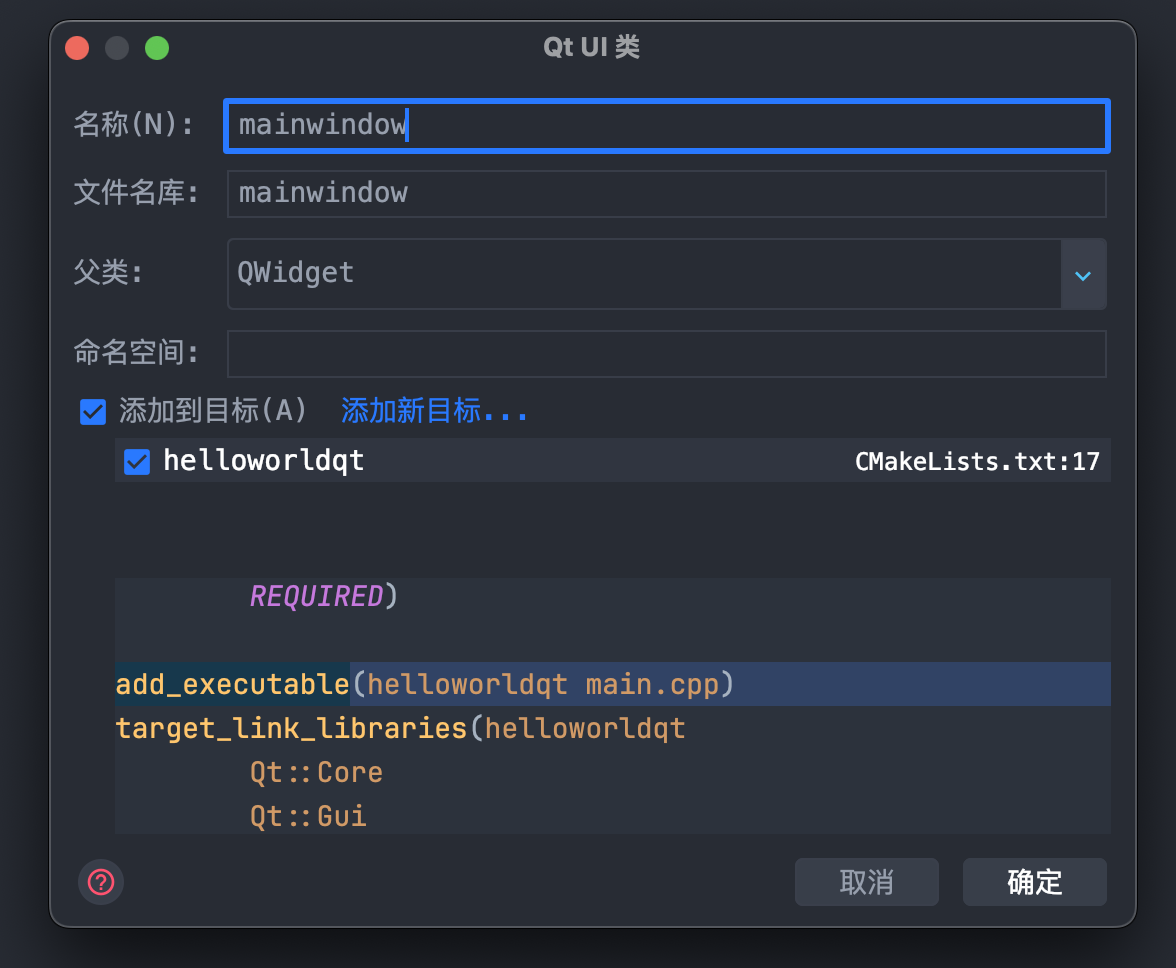 Qt UI 类
名称(N): mainwindow
文件名库: mainwindow
父类: QWidget
命名空间:
添加到目标(A) 添加新目标...
helloworldqt CMakeLists.txt:17
REQUIRED)
add_executable(helloworldqt main.cpp)
target_link_libraries(helloworldqt
Qt::Core
Qt::Gui
? 取消 确定